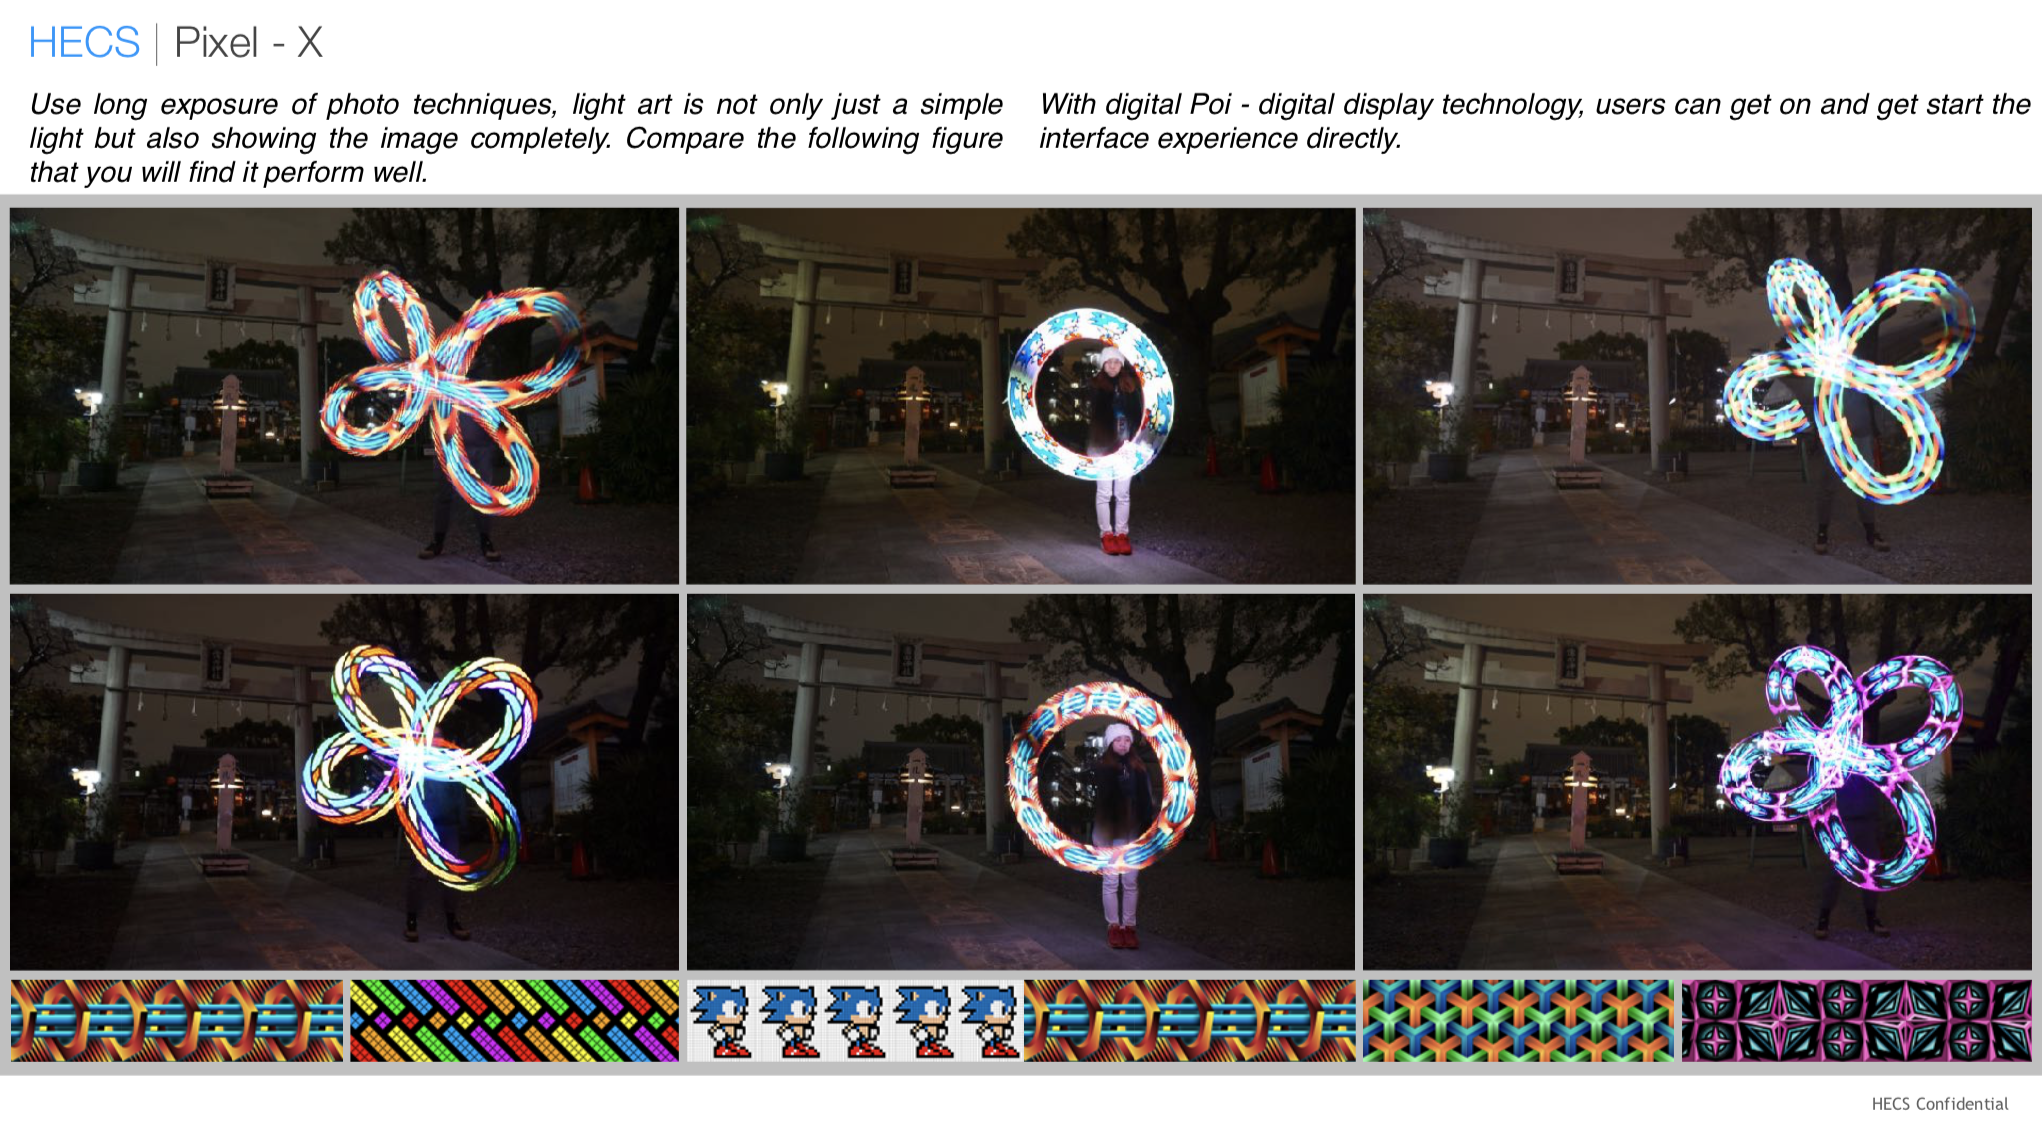 HECS | Pixel - X
Use long exposure of photo techniques, light art is not only just a simple
light but also showing the image completely. Compare the following figure
that you will find it perform well.
With digital Poi - digital display technology, users can get on and get start the
interface experience directly.
HECS Confidential